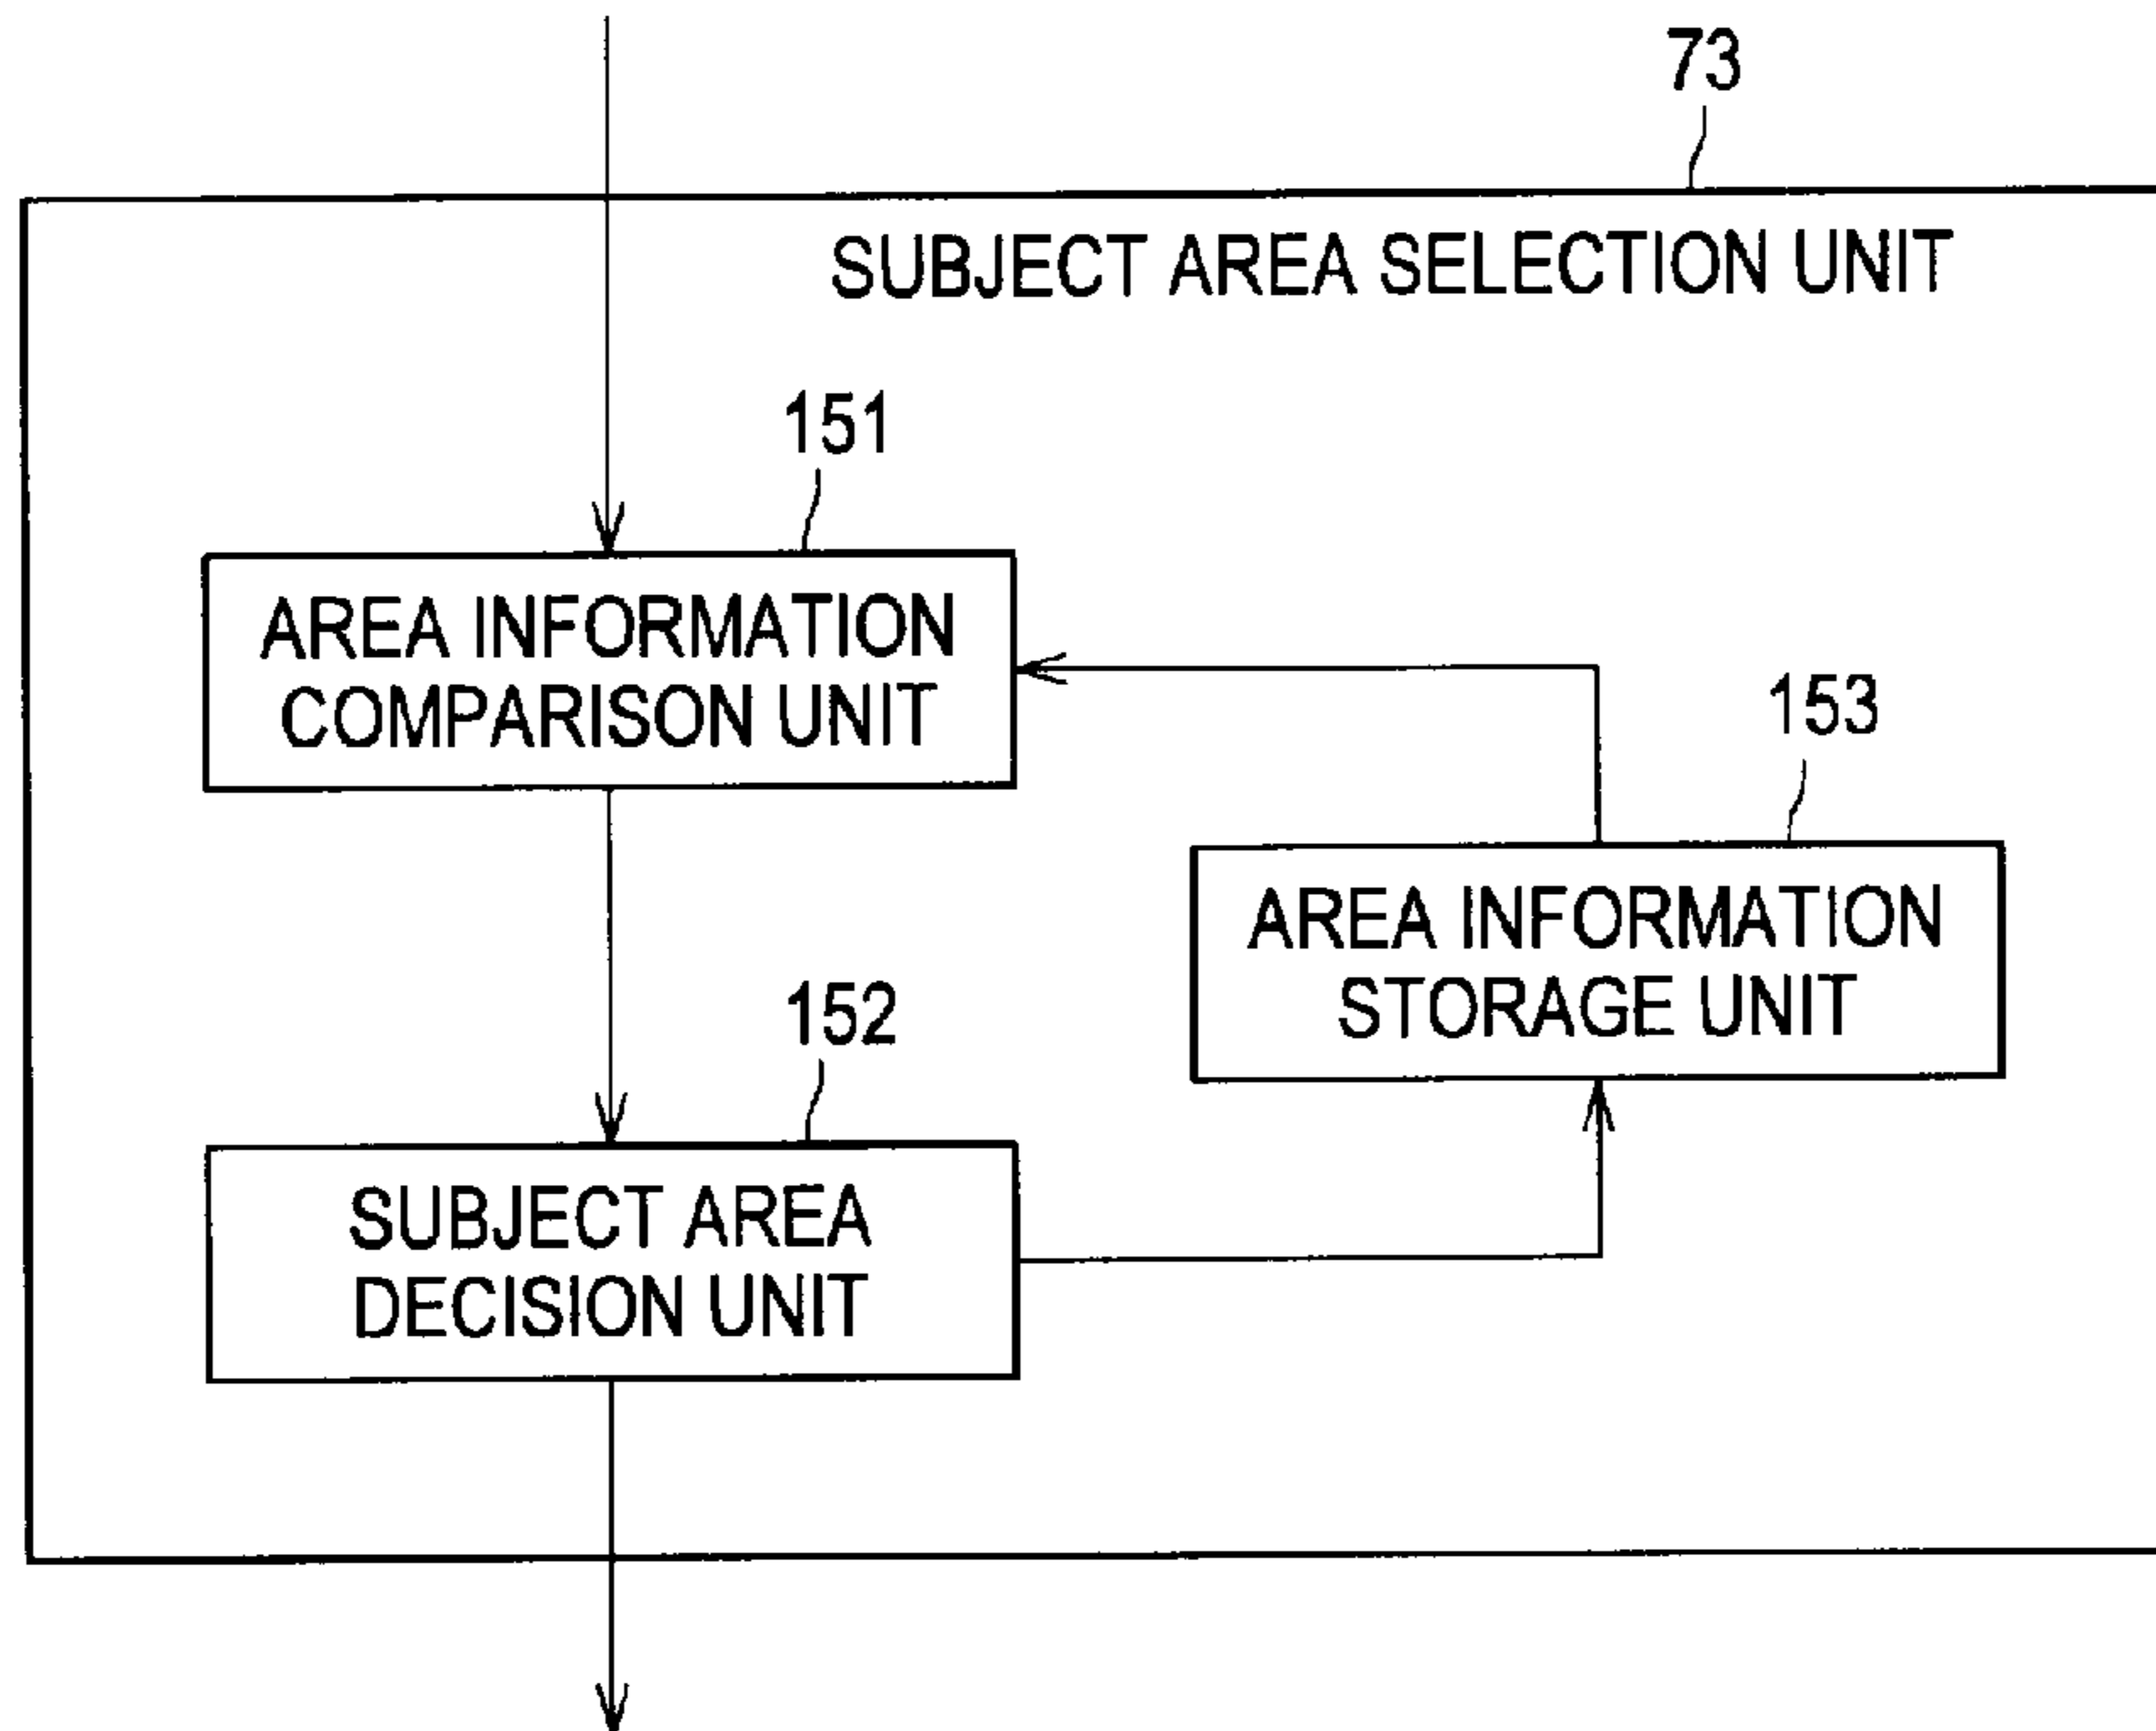 73
SUBJECT AREA SELECTION UNIT
151
AREA INFORMATION
COMPARISON UNIT
153
AREA INFORMATION
STORAGE UNIT
152
SUBJECT AREA
DECISION UNIT